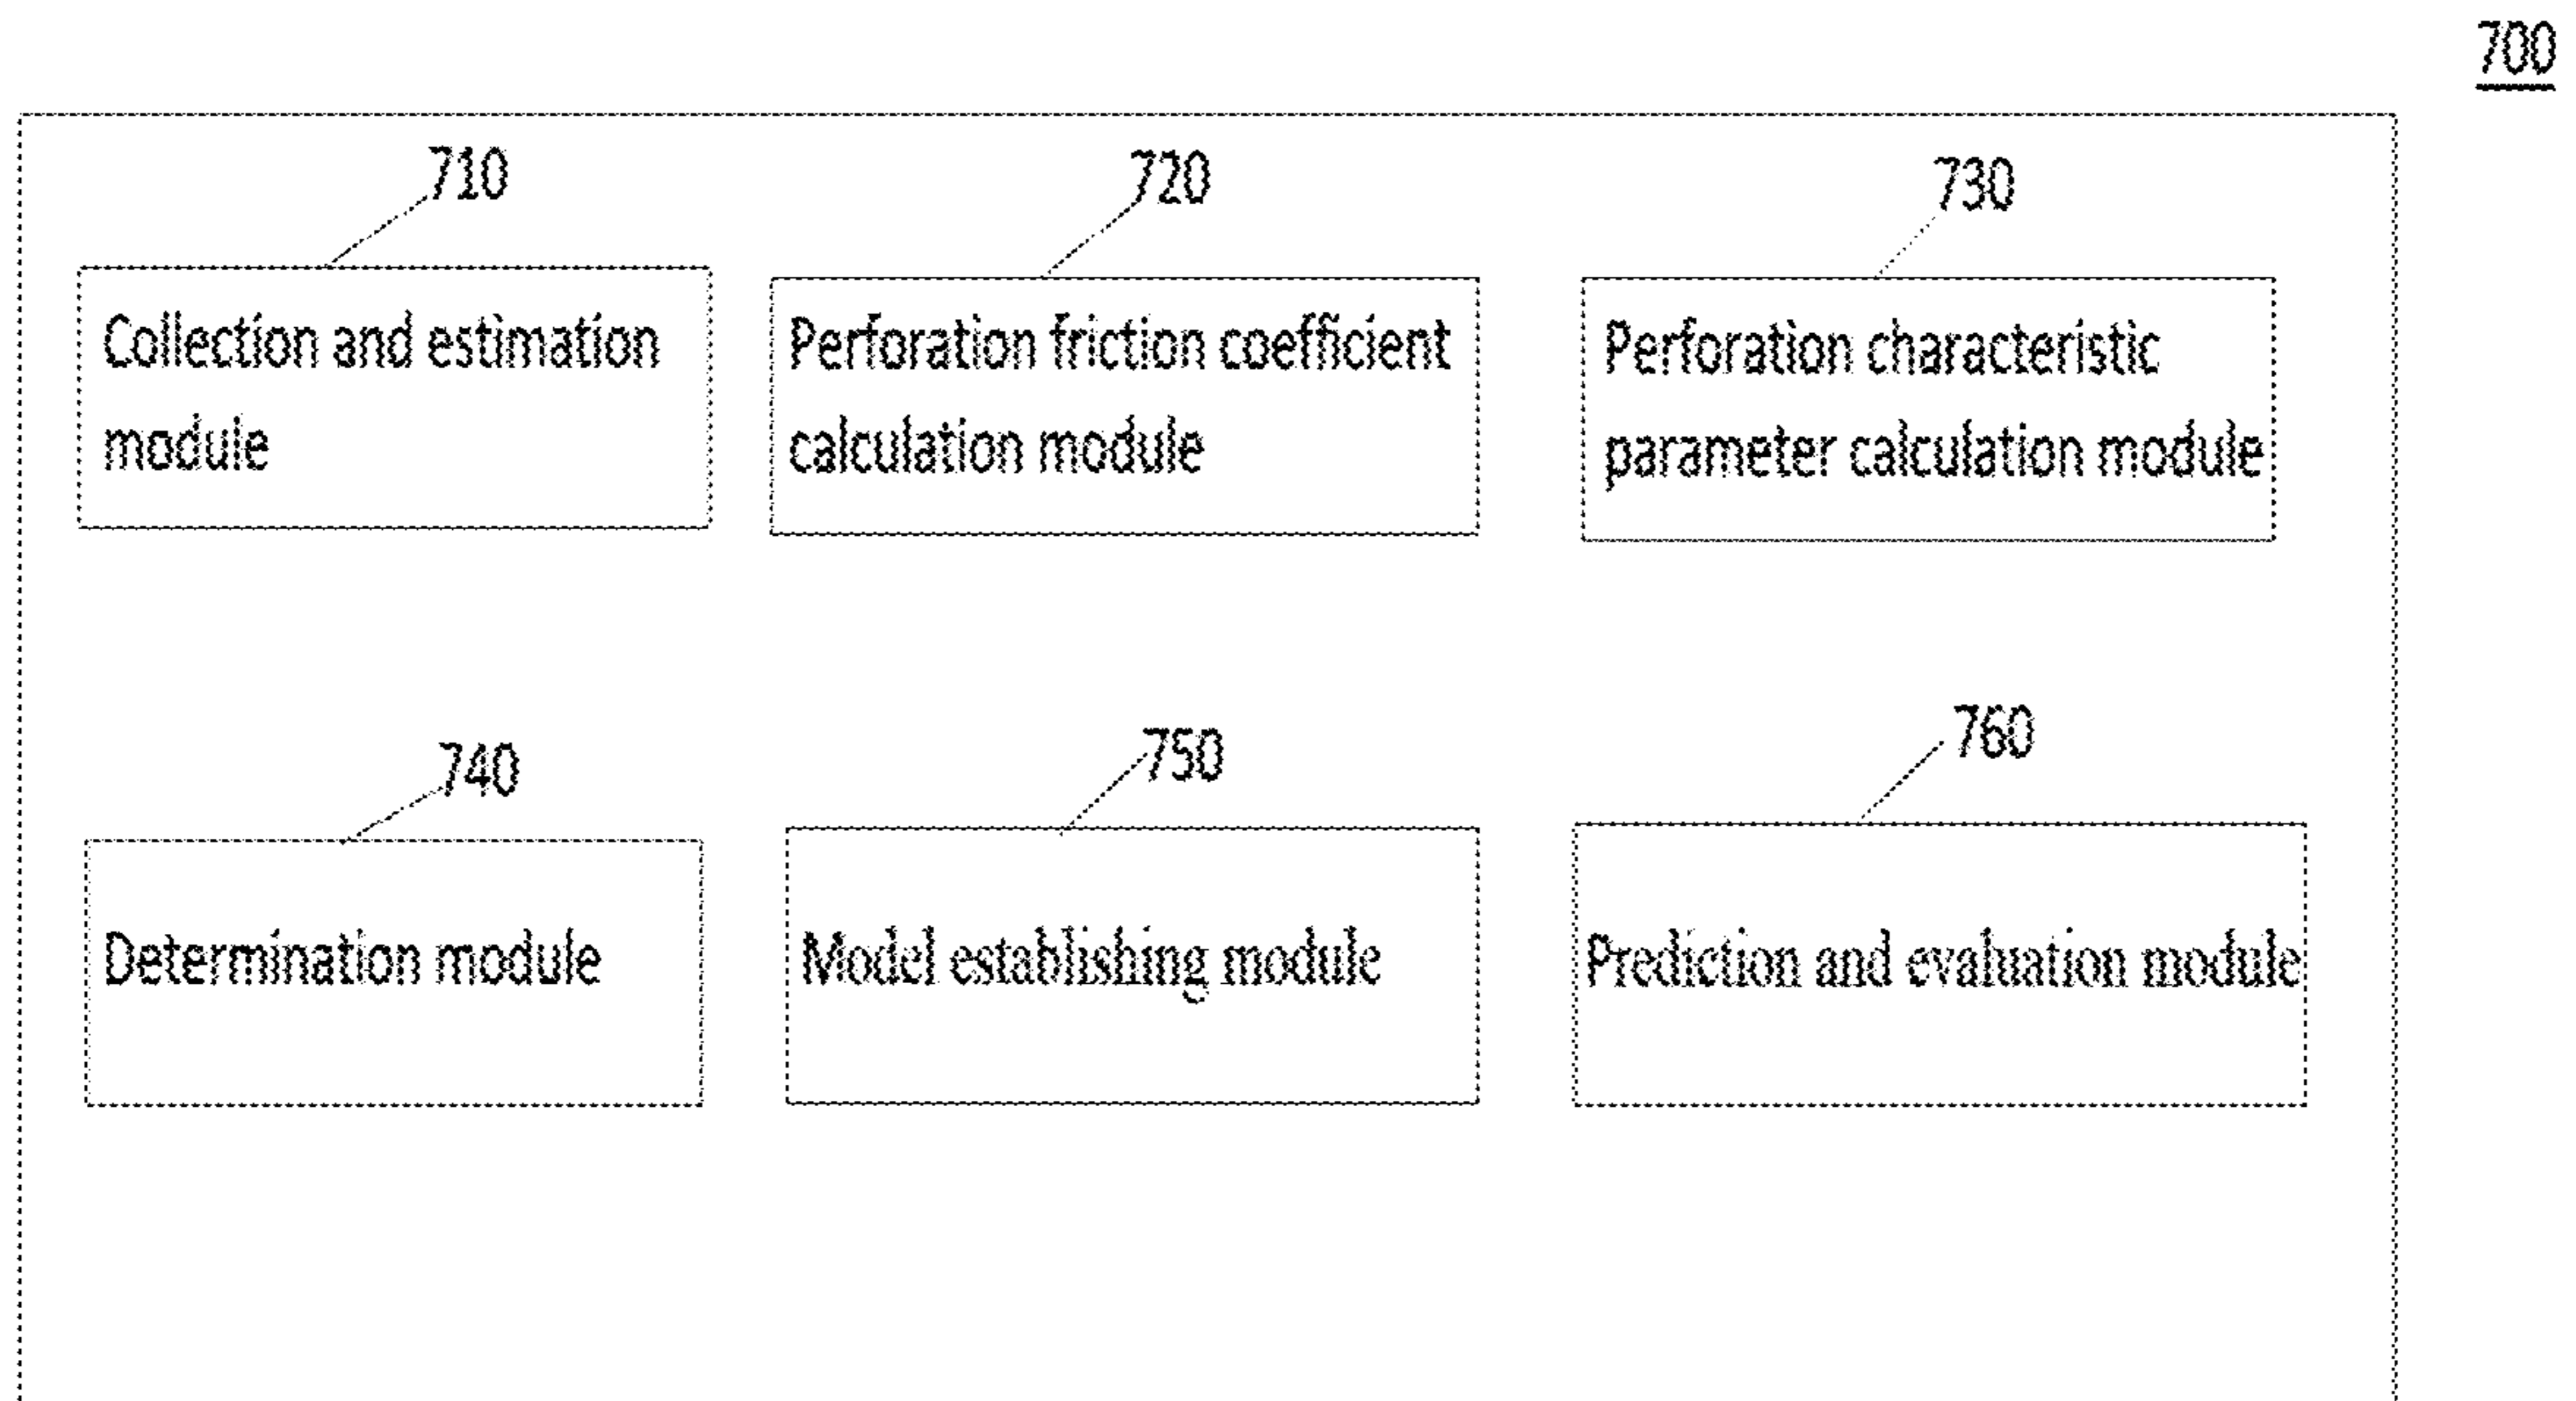 700
710
Collection and estimation
module
720
Perforation friction coefficient
calculation module
730
Perforation characteristic
parameter calculation module
740
Determination module
750
Model establishing module
760
Prediction and evaluation module